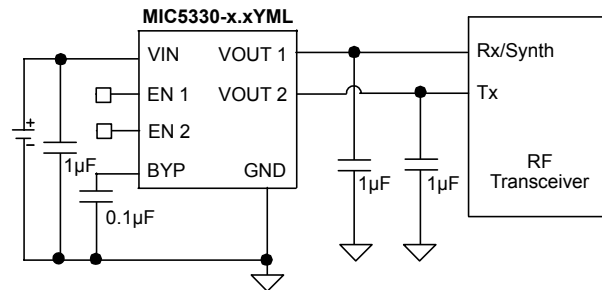 MIC5330-x.xYML
VIN
VOUT 1
EN 1
VOUT 2
EN 2
BYP
GND
+
-
1µF
0.1µF
1µF
1µF
Rx/Synth
Tx
RF
Transceiver